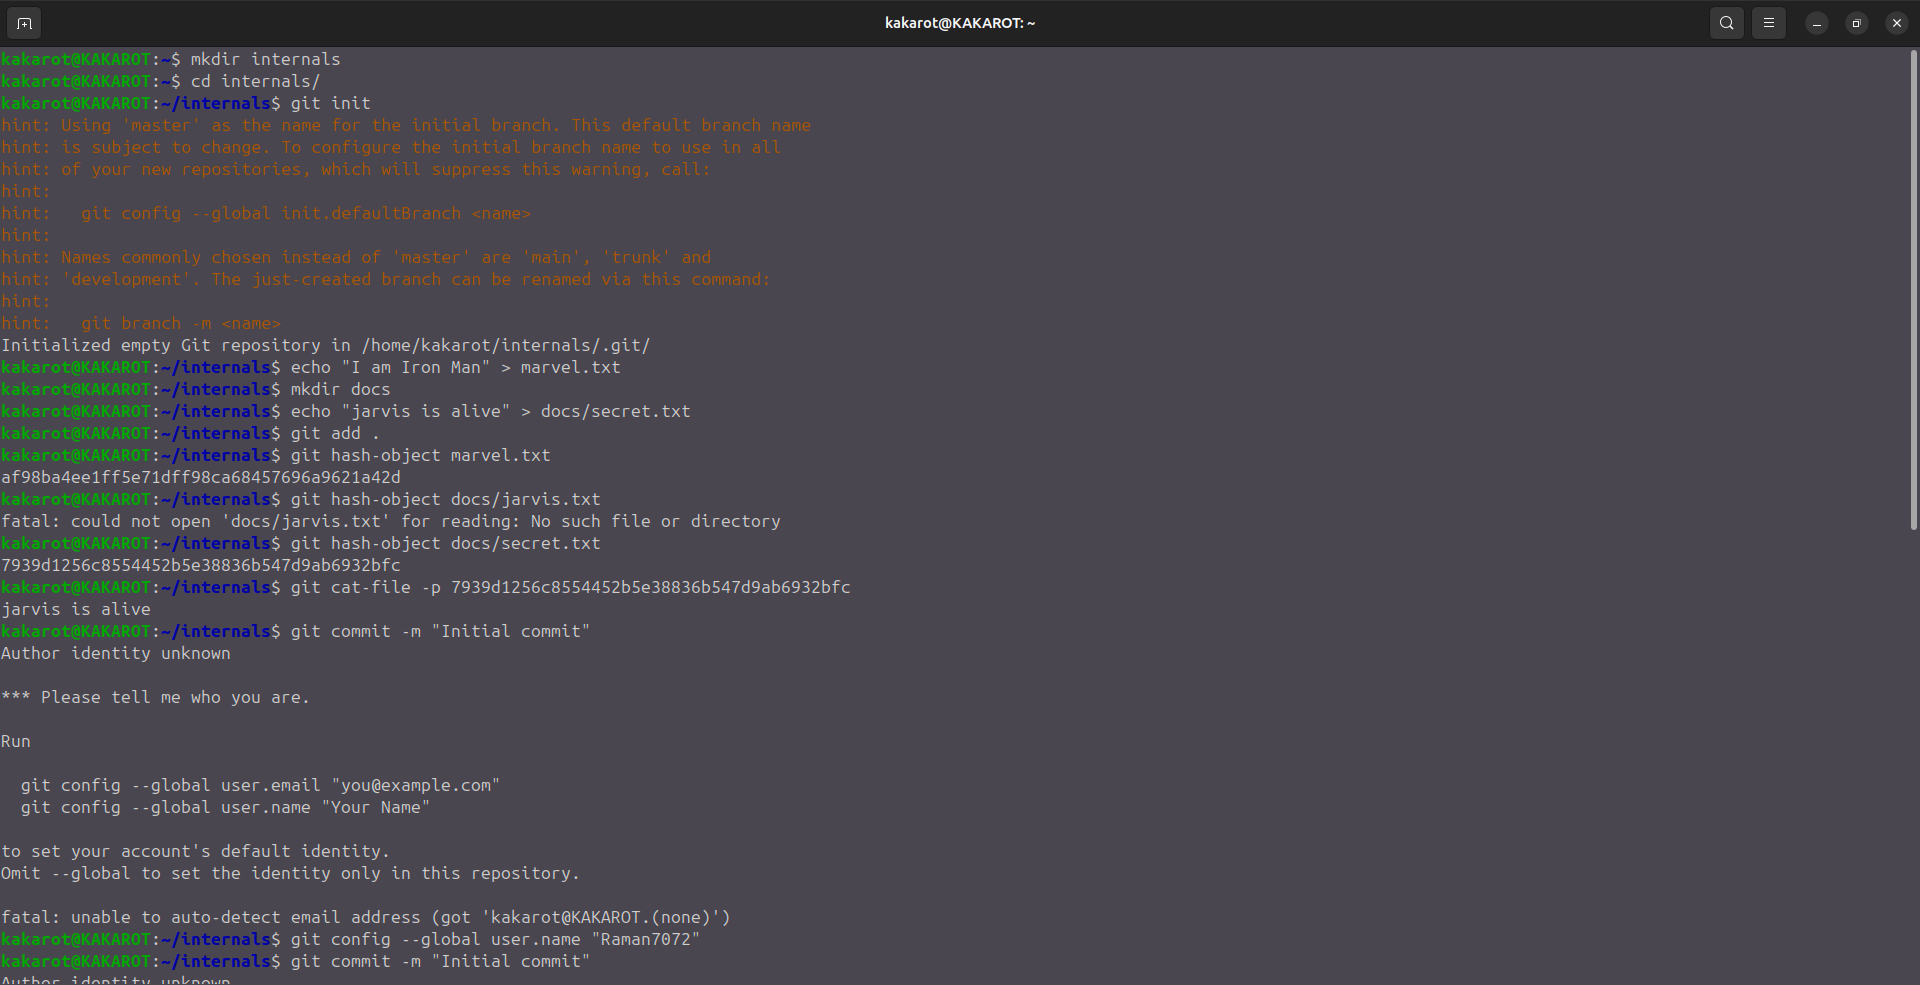 kakarot@KAKAROT: ~
kakarot@KAKAROT:~$ mkdir internals
kakarot@KAKAROT:~$ cd internals/
kakarot@KAKAROT:~/internals$ git init
hint: Using 'master' as the name for the initial branch. This default branch name
hint: is subject to change. To configure the initial branch name to use in all
hint: of your new repositories, which will suppress this warning, call:
hint:
hint:   git config --global init.defaultBranch <name>
hint:
hint: Names commonly chosen instead of 'master' are 'main', 'trunk' and
hint: 'development'. The just-created branch can be renamed via this command:
hint:
hint:   git branch -m <name>
Initialized empty Git repository in /home/kakarot/internals/.git/
kakarot@KAKAROT:~/internals$ echo "I am Iron Man" > marvel.txt
kakarot@KAKAROT:~/internals$ mkdir docs
kakarot@KAKAROT:~/internals$ echo "jarvis is alive" > docs/secret.txt
kakarot@KAKAROT:~/internals$ git add .
kakarot@KAKAROT:~/internals$ git hash-object marvel.txt
af98ba4ee1ff5e71dff98ca68457696a9621a42d
kakarot@KAKAROT:~/internals$ git hash-object docs/jarvis.txt
fatal: could not open 'docs/jarvis.txt' for reading: No such file or directory
kakarot@KAKAROT:~/internals$ git hash-object docs/secret.txt
7939d1256c8554452b5e38836b547d9ab6932bfc
kakarot@KAKAROT:~/internals$ git cat-file -p 7939d1256c8554452b5e38836b547d9ab6932bfc
jarvis is alive
kakarot@KAKAROT:~/internals$ git commit -m "Initial commit"
Author identity unknown
*** Please tell me who you are.
Run
  git config --global user.email "you@example.com"
  git config --global user.name "Your Name"
to set your account's default identity.
Omit --global to set the identity only in this repository.
fatal: unable to auto-detect email address (got 'kakarot@KAKAROT.(none)')
kakarot@KAKAROT:~/internals$ git config --global user.name "Raman7072"
kakarot@KAKAROT:~/internals$ git commit -m "Initial commit"
Author identity unknown